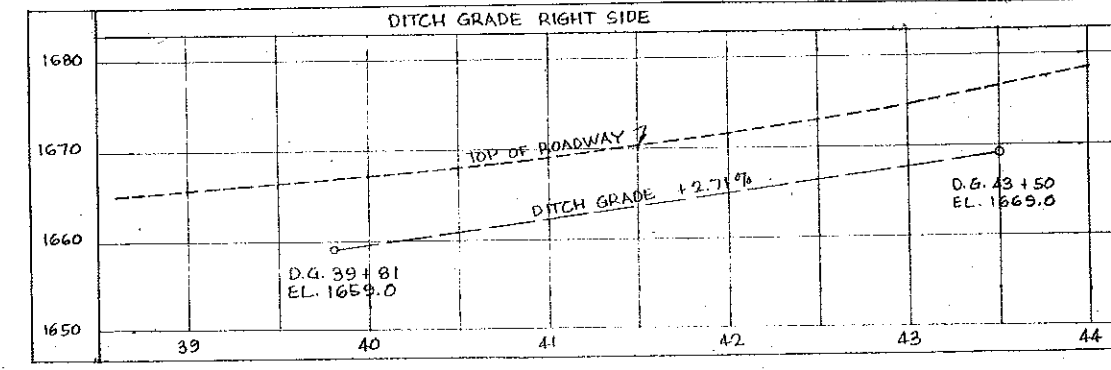 DITCH GRADE RIGHT SIDE
1680
1670
1660
1650
TOP OF ROADWAY
DITCH GRADE +2.71%
D.G. 43+50
EL. 1669.0
D.G. 39+81
EL. 1659.0
39
40
41
42
43
44